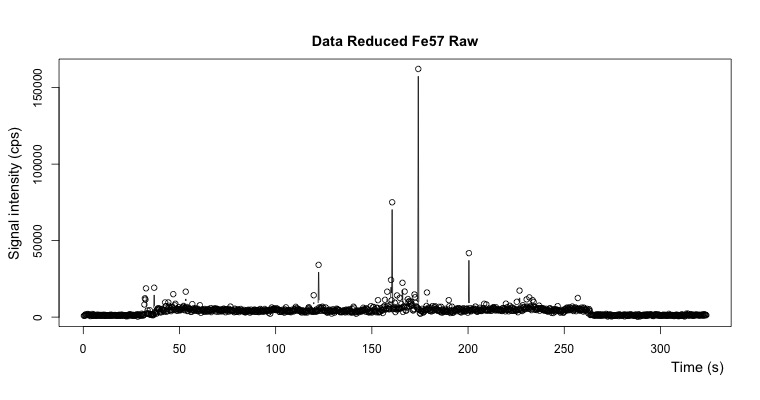 Data Reduced Fe57 Raw
Signal intensity (cps)
150000
100000
50000
0
0 50 100 150 200 250 300
Time (s)